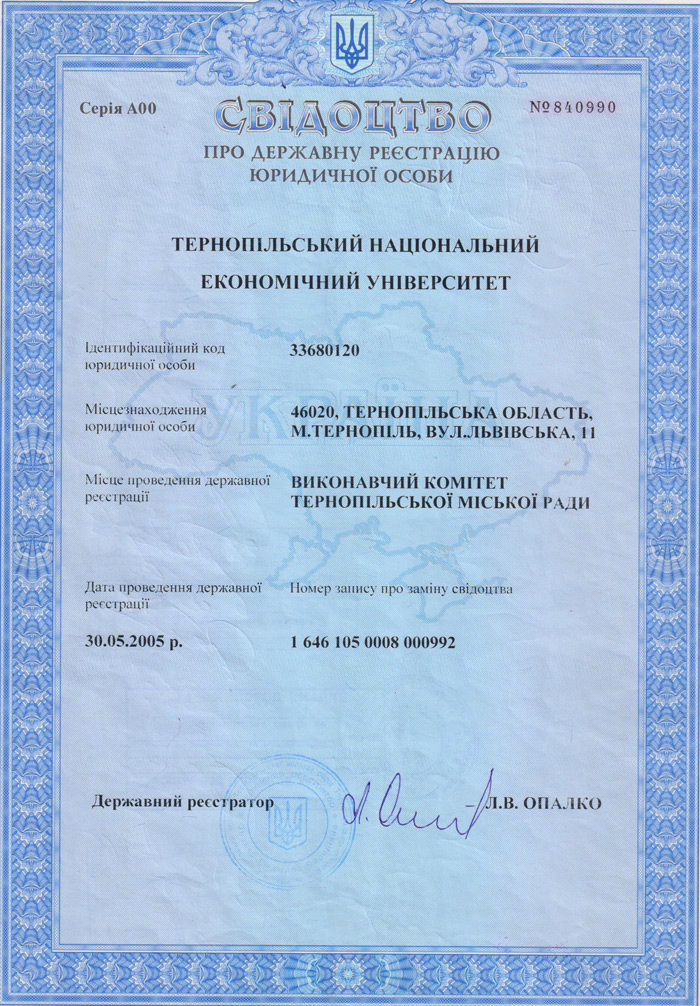 Серія А00
СВІДОЦТВО
№840990
ПРО ДЕРЖАВНУ РЕЄСТРАЦІЮ
ЮРИДИЧНОЇ ОСОБИ
ТЕРНОПІЛЬСЬКИЙ НАЦІОНАЛЬНИЙ
ЕКОНОМІЧНИЙ УНІВЕРСИТЕТ
Ідентифікаційний код
юридичної особи
33680120
УКРАЇНА
Місцезнаходження
юридичної особи
46020, ТЕРНОПІЛЬСЬКА ОБЛАСТЬ,
М.ТЕРНОПІЛЬ, ВУЛ.ЛЬВІВСЬКА, 11
Місце проведення державної
реєстрації
ВИКОНАВЧИЙ КОМІТЕТ
ТЕРНОПІЛЬСЬКОЇ МІСЬКОЇ РАДИ
Дата проведення державної
реєстрації
Номер запису про заміну свідоцтва
30.05.2005 р.
1 646 105 0008 000992
Державний реєстратор
Л.В. ОПАЛКО